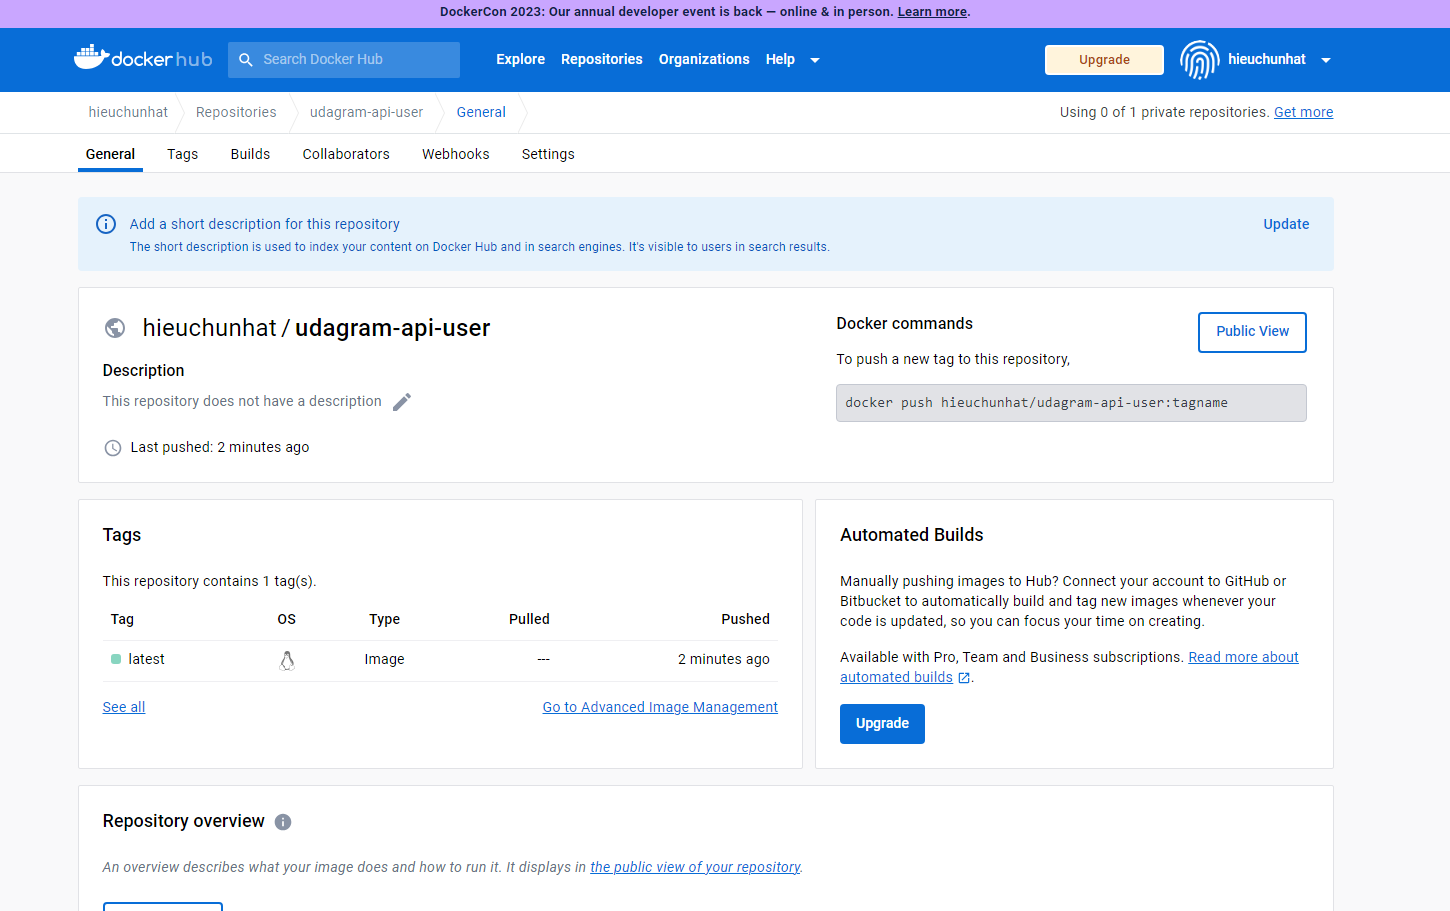 DockerCon 2023: Our annual developer event is back — online & in person. Learn more.
docker hub
Search Docker Hub
Explore
Repositories
Organizations
Help
Upgrade
hieuchunhat
hieuchunhat
Repositories
udagram-api-user
General
Using 0 of 1 private repositories. Get more
General
Tags
Builds
Collaborators
Webhooks
Settings
Add a short description for this repository
Update
The short description is used to index your content on Docker Hub and in search engines. It's visible to users in search results.
hieuchunhat / udagram-api-user
Description
This repository does not have a description
Last pushed: 2 minutes ago
Docker commands
Public View
To push a new tag to this repository,
docker push hieuchunhat/udagram-api-user:tagname
Tags
This repository contains 1 tag(s).
Tag OS Type Pulled Pushed
latest Image --- 2 minutes ago
See all
Go to Advanced Image Management
Automated Builds
Manually pushing images to Hub? Connect your account to GitHub or
Bitbucket to automatically build and tag new images whenever your
code is updated, so you can focus your time on creating.
Available with Pro, Team and Business subscriptions. Read more about
automated builds.
Upgrade
Repository overview
An overview describes what your image does and how to run it. It displays in the public view of your repository.